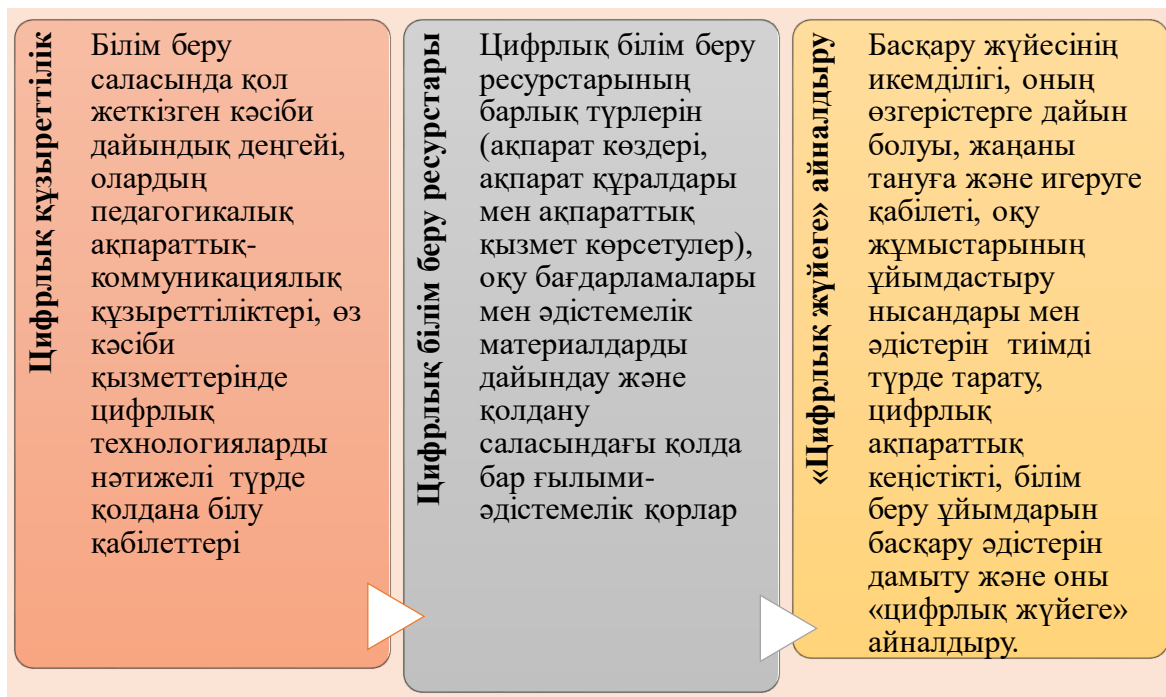 Цифрлық құзыреттілік
Білім беру
саласында қол
жеткізген кәсіби
дайындық деңгейі,
олардың
педагогикалық
ақпараттық-
коммуникациялық
құзыреттіліктері, өз
кәсіби
қызметтерінде
цифрлық
технологияларды
нәтижелі түрде
қолдана білу
қабілеттері
Цифрлық білім беру ресурстары
Цифрлық білім беру
ресурстарының
барлық түрлерін
(ақпарат көздері,
ақпарат құралдары
мен ақпараттық
қызмет көрсетулер),
оқу бағдарламалары
мен әдістемелік
материалдарды
дайындау және
қолдану
саласындағы қолда
бар ғылыми-
әдістемелік қорлар
«Цифрлық жүйеге» айналдыру
Басқару жүйесінің
икемділігі, оның
өзгерістерге дайын
болуы, жаңаны
тануға және игеруге
қабілеті, оқу
жұмыстарының
ұйымдастыру
нысандары мен
әдістерін тиімді
түрде тарату,
цифрлық
ақпараттық
кеңістікті, білім
беру ұйымдарын
басқару әдістерін
дамыту және оны
«цифрлық жүйеге»
айналдыру.